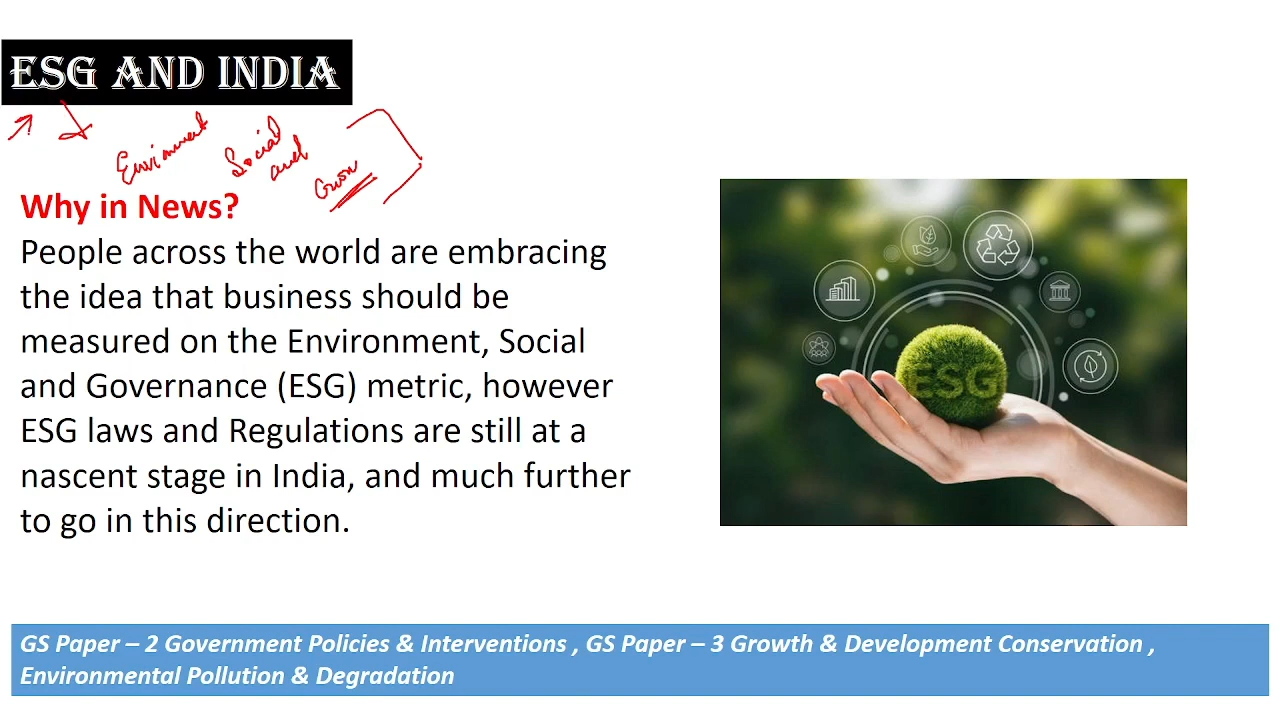 ESG AND INDIA
Enviroment Social and Govn
Why in News?
People across the world are embracing
the idea that business should be
measured on the Environment, Social
and Governance (ESG) metric, however
ESG laws and Regulations are still at a
nascent stage in India, and much further
to go in this direction.
ESG
GS Paper – 2 Government Policies & Interventions , GS Paper – 3 Growth & Development Conservation ,
Environmental Pollution & Degradation